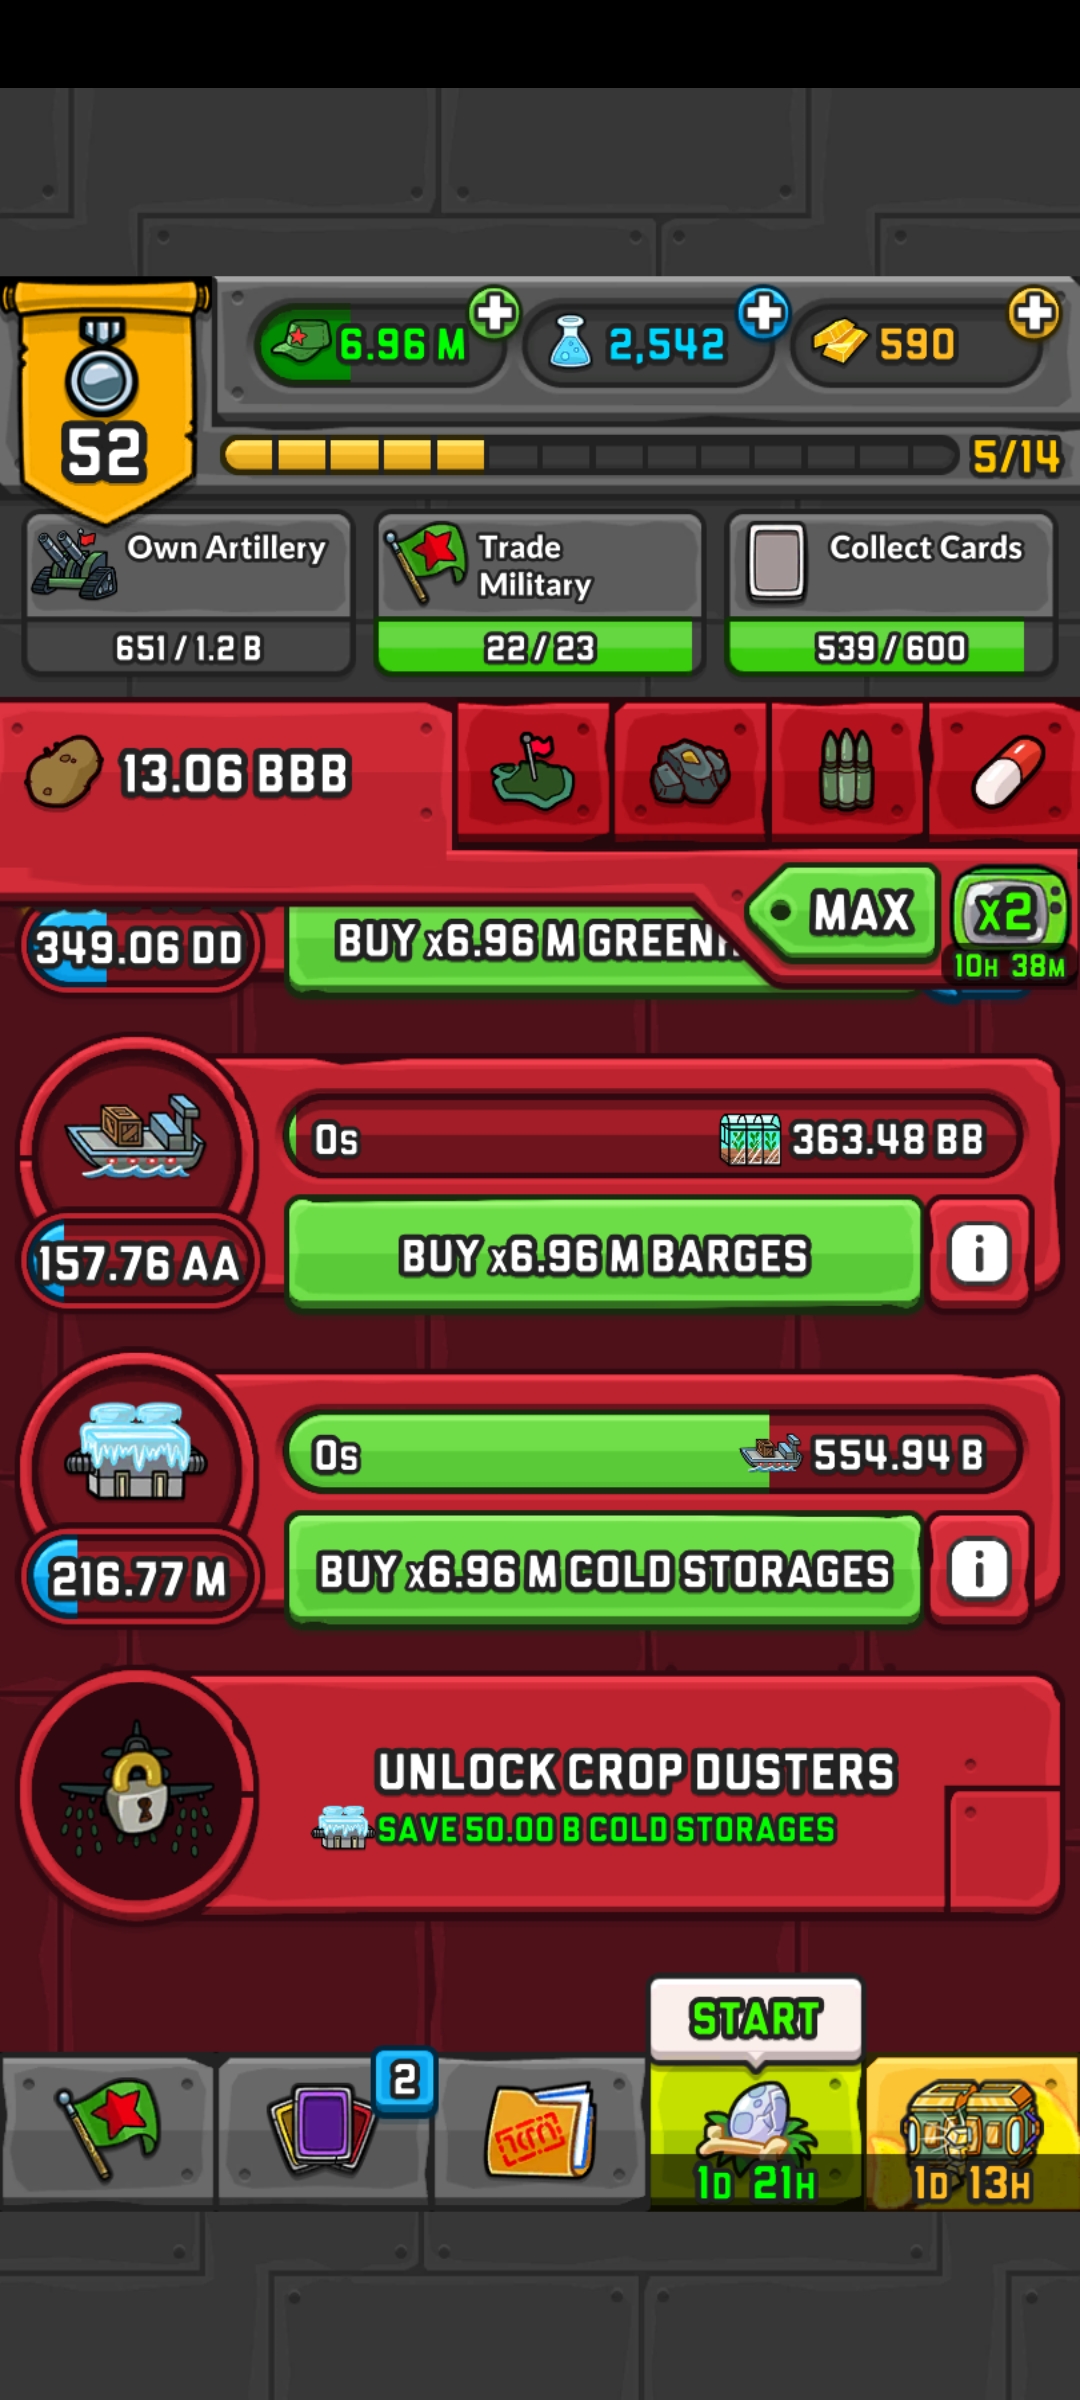 6.96 M
2,542
590
52
5/14
Own Artillery
651 / 1.2 B
Trade
Military
22 / 23
Collect Cards
539 / 600
13.06 BBB
MAX
x2
10H 38M
349.06 DD
BUY x6.96 M
0s
363.48 BB
157.76 AA
BUY x6.96 M BARGES
i
0s
554.94 B
216.77 M
BUY x6.96 M COLD STORAGES
i
UNLOCK CROP DUSTERS
SAVE 50.00 B COLD STORAGES
START
2
1D 21H
1D 13H